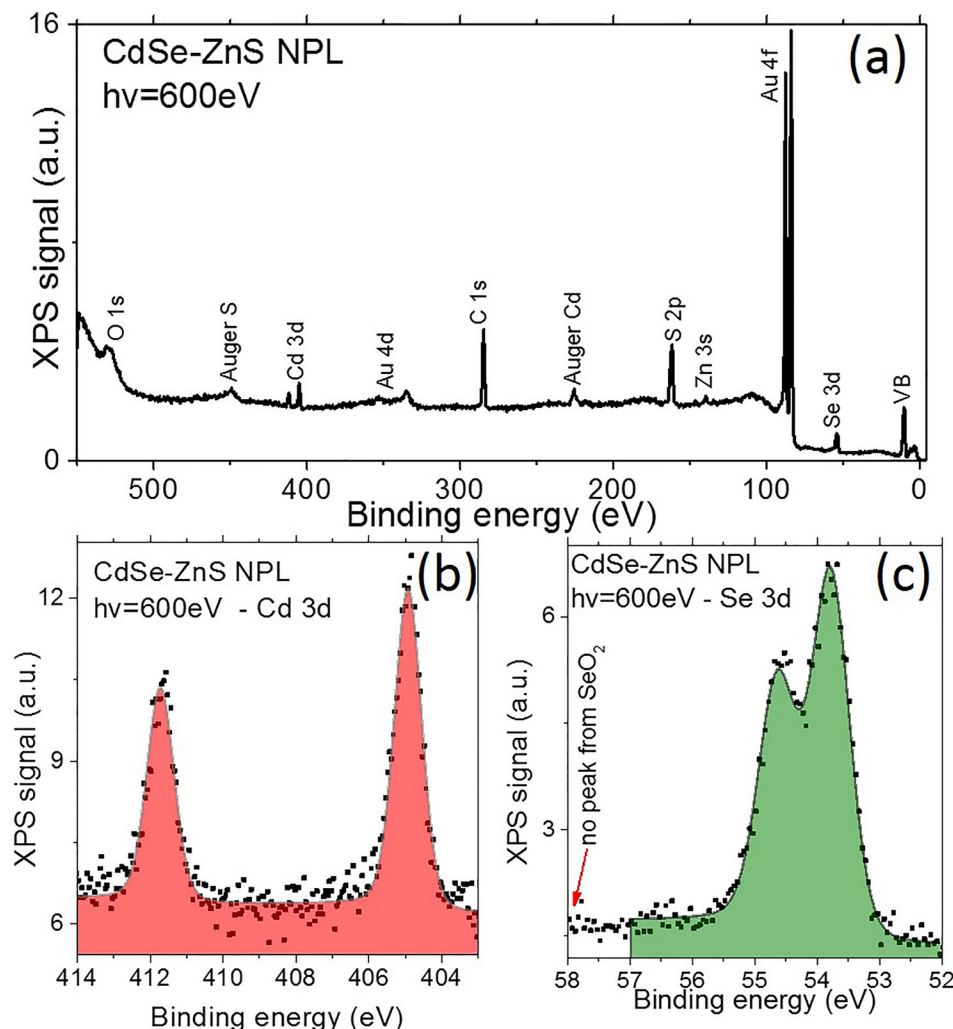 16
CdSe-ZnS NPL
hv=600eV
(a)
O 1s
Auger S
Cd 3d
Au 4d
C 1s
Auger Cd
S 2p
Zn 3s
Au 4f
Se 3d
VB
XPS signal (a.u.)
0
500 400 300 200 100 0
Binding energy (eV)
CdSe-ZnS NPL
hv=600eV - Cd 3d
(b)
12
9
6
XPS signal (a.u.)
414 412 410 408 406 404
Binding energy (eV)
CdSe-ZnS NPL
hv=600eV - Se 3d
(c)
6
3
XPS signal (a.u.)
no peak from SeO₂
58 57 56 55 54 53 52
Binding energy (eV)